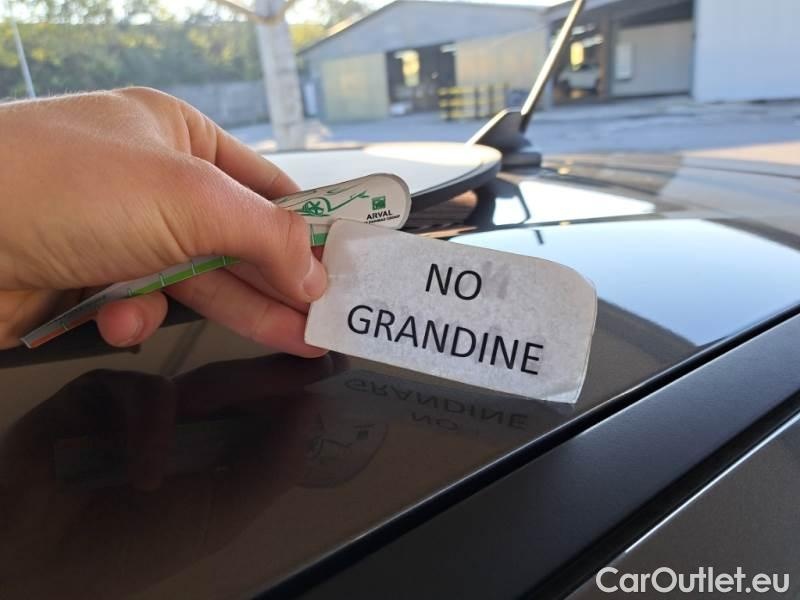 ARVAL
NO
GRANDINE
CarOutlet.eu